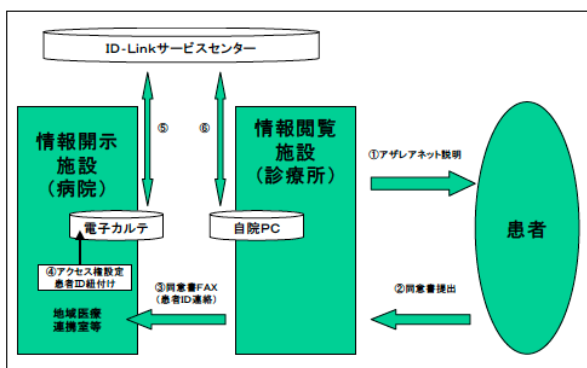 ID-Linkサービスセンター
情報開示
施設
(病院)
⑤
⑥
情報閲覧
施設
(診療所)
①アザレアネット説明
電子カルテ
自院PC
患者
④アクセス権設定
患者ID紐付け
③同意書FAX
(患者ID連絡)
②同意書提出
地域医療
連携室等